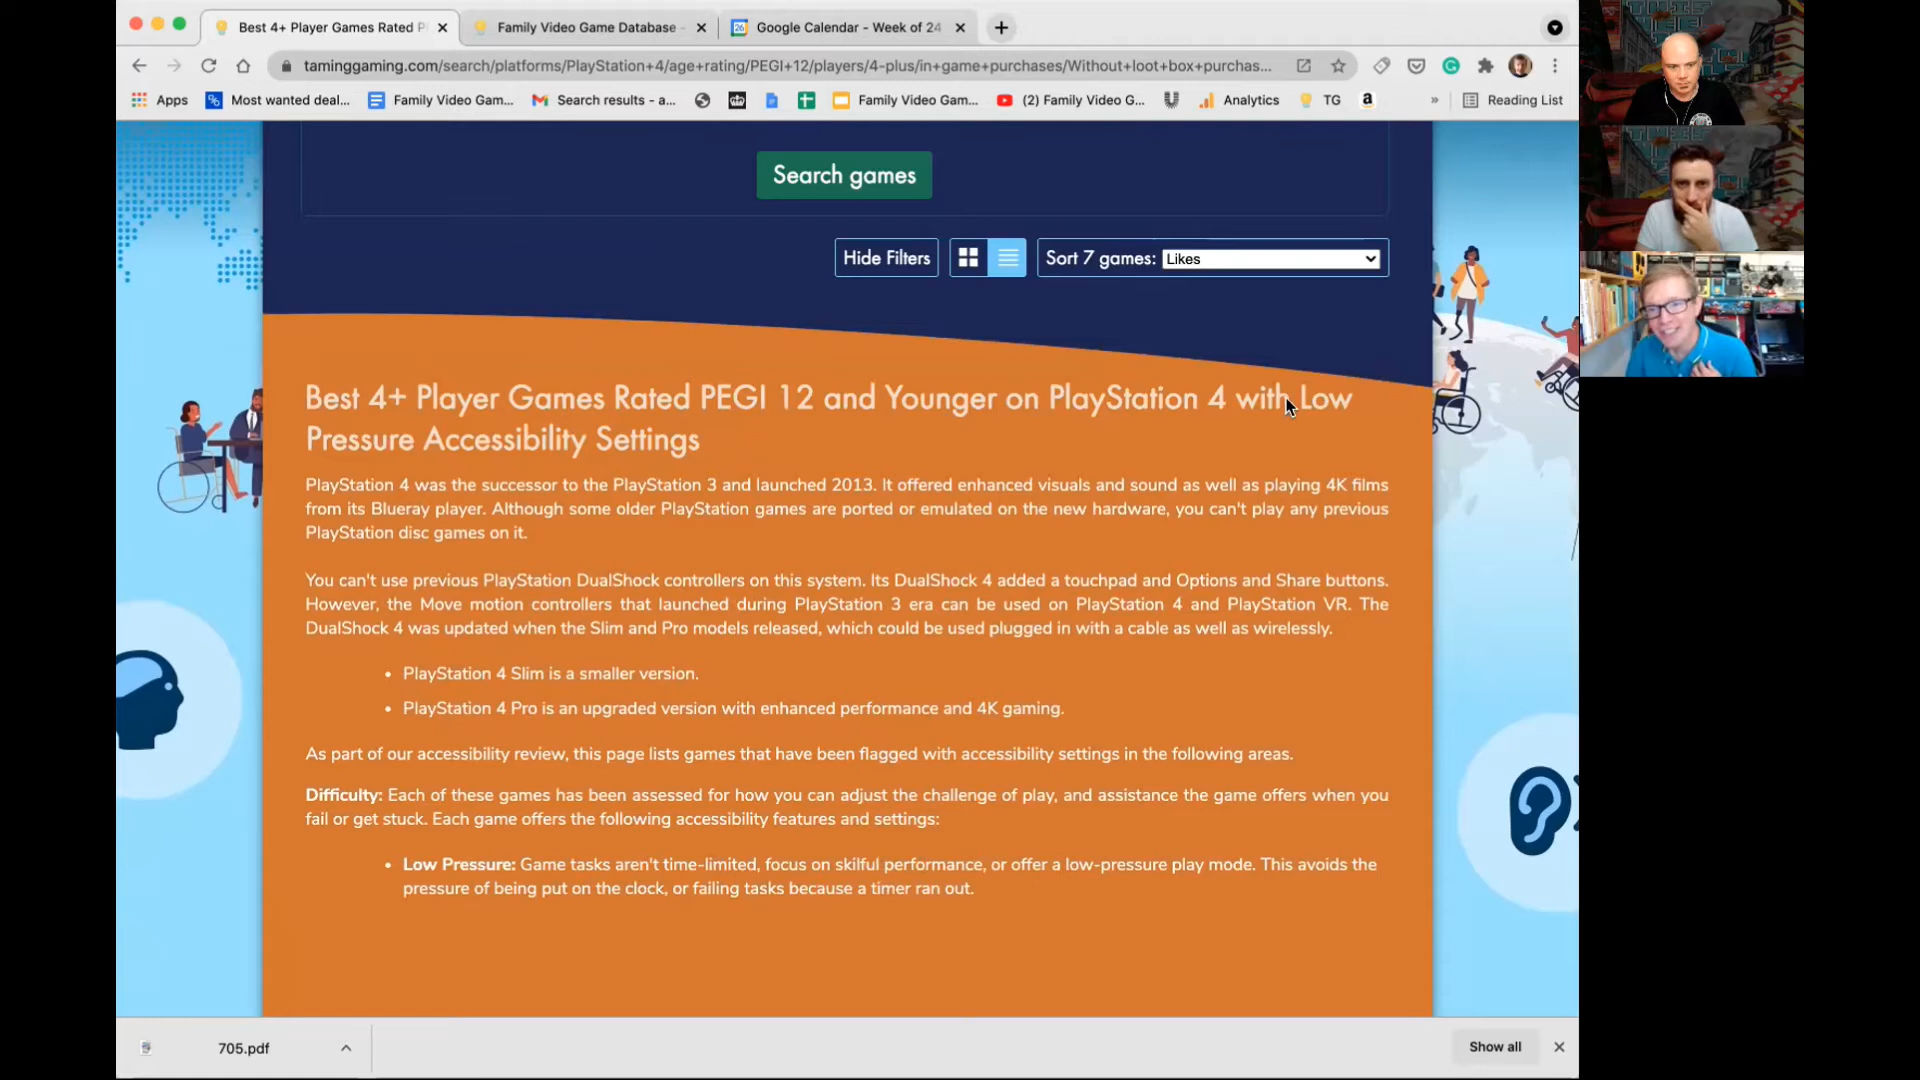 Best 4+ Player Games Rated P
Family Video Game Database -
Google Calendar - Week of 24
taminggaming.com/search/platforms/PlayStation+4/age+rating/PEGI+12/players/4-plus/in+game+purchases/Without+loot+box+purchas...
Apps
Most wanted deal...
Family Video Gam...
Search results - a...
Family Video Gam...
(2) Family Video G...
Analytics
TG
Reading List
Search games
Hide Filters
Sort 7 games: Likes
Best 4+ Player Games Rated PEGI 12 and Younger on PlayStation 4 with Low
Pressure Accessibility Settings
PlayStation 4 was the successor to the PlayStation 3 and launched 2013. It offered enhanced visuals and sound as well as playing 4K films
from its Blueray player. Although some older PlayStation games are ported or emulated on the new hardware, you can't play any previous
PlayStation disc games on it.
You can't use previous PlayStation DualShock controllers on this system. Its DualShock 4 added a touchpad and Options and Share buttons.
However, the Move motion controllers that launched during PlayStation 3 era can be used on PlayStation 4 and PlayStation VR. The
DualShock 4 was updated when the Slim and Pro models released, which could be used plugged in with a cable as well as wirelessly.
• PlayStation 4 Slim is a smaller version.
• PlayStation 4 Pro is an upgraded version with enhanced performance and 4K gaming.
As part of our accessibility review, this page lists games that have been flagged with accessibility settings in the following areas.
Difficulty: Each of these games has been assessed for how you can adjust the challenge of play, and assistance the game offers when you
fail or get stuck. Each game offers the following accessibility features and settings:
• Low Pressure: Game tasks aren't time-limited, focus on skilful performance, or offer a low-pressure play mode. This avoids the
pressure of being put on the clock, or failing tasks because a timer ran out.
705.pdf
Show all